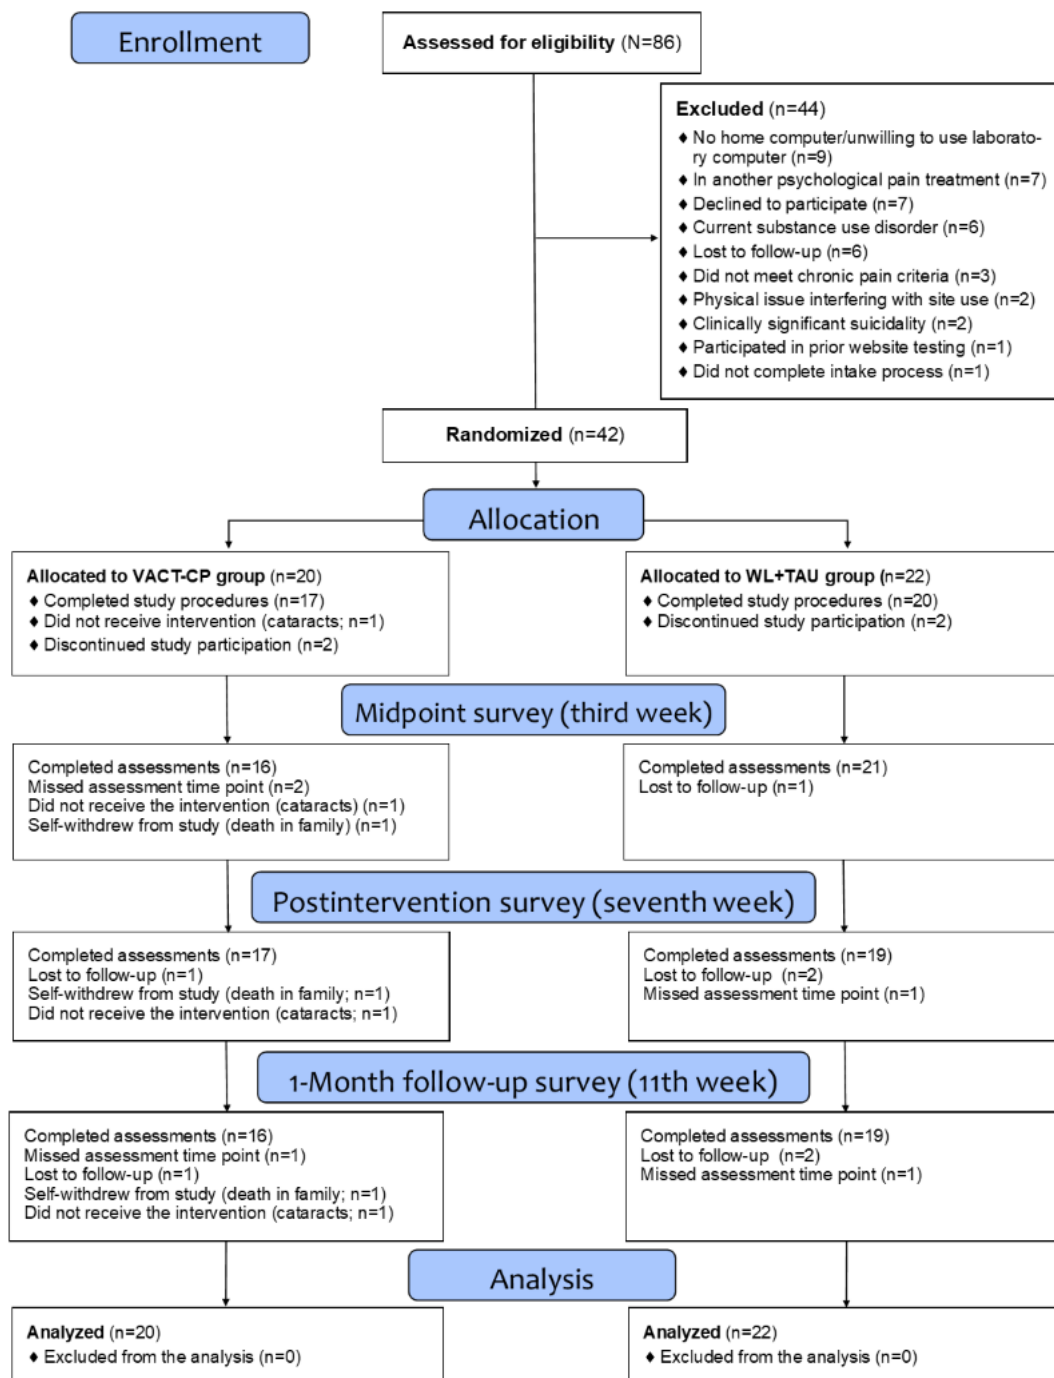 Enrollment
Assessed for eligibility (N=86)
Excluded (n=44)
♦ No home computer/unwilling to use laborato-
ry computer (n=9)
♦ In another psychological pain treatment (n=7)
♦ Declined to participate (n=7)
♦ Current substance use disorder (n=6)
♦ Lost to follow-up (n=6)
♦ Did not meet chronic pain criteria (n=3)
♦ Physical issue interfering with site use (n=2)
♦ Clinically significant suicidality (n=2)
♦ Participated in prior website testing (n=1)
♦ Did not complete intake process (n=1)
Randomized (n=42)
Allocation
Allocated to VACT-CP group (n=20)
♦ Completed study procedures (n=17)
♦ Did not receive intervention (cataracts; n=1)
♦ Discontinued study participation (n=2)
Allocated to WL+TAU group (n=22)
♦ Completed study procedures (n=20)
♦ Discontinued study participation (n=2)
Midpoint survey (third week)
Completed assessments (n=16)
Missed assessment time point (n=2)
Did not receive the intervention (cataracts) (n=1)
Self-withdrew from study (death in family) (n=1)
Completed assessments (n=21)
Lost to follow-up (n=1)
Postintervention survey (seventh week)
Completed assessments (n=17)
Lost to follow-up (n=1)
Self-withdrew from study (death in family; n=1)
Did not receive the intervention (cataracts; n=1)
Completed assessments (n=19)
Lost to follow-up (n=2)
Missed assessment time point (n=1)
1-Month follow-up survey (11th week)
Completed assessments (n=16)
Missed assessment time point (n=1)
Lost to follow-up (n=1)
Self-withdrew from study (death in family; n=1)
Did not receive the intervention (cataracts; n=1)
Completed assessments (n=19)
Lost to follow-up (n=2)
Missed assessment time point (n=1)
Analysis
Analyzed (n=20)
♦ Excluded from the analysis (n=0)
Analyzed (n=22)
♦ Excluded from the analysis (n=0)